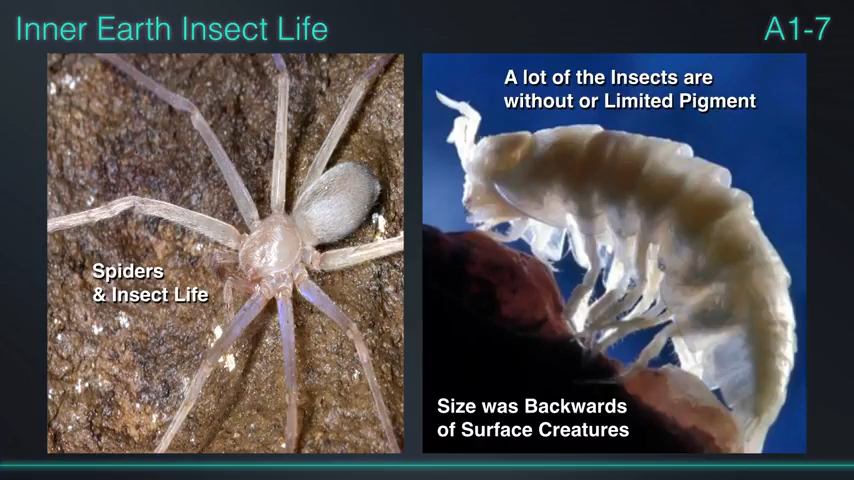 Inner Earth Insect Life
A1-7
A lot of the Insects are
without or Limited Pigment
Spiders
& Insect Life
Size was Backwards
of Surface Creatures